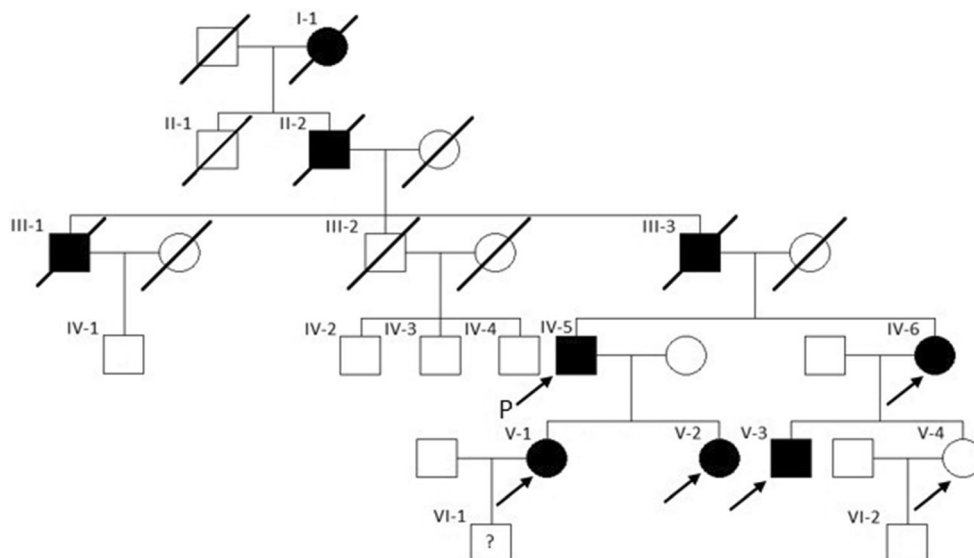 I-1
II-1 II-2
III-1 III-2 III-3
IV-1 IV-2 IV-3 IV-4 IV-5 IV-6
P
V-1 V-2 V-3 V-4
VI-1 VI-2
?